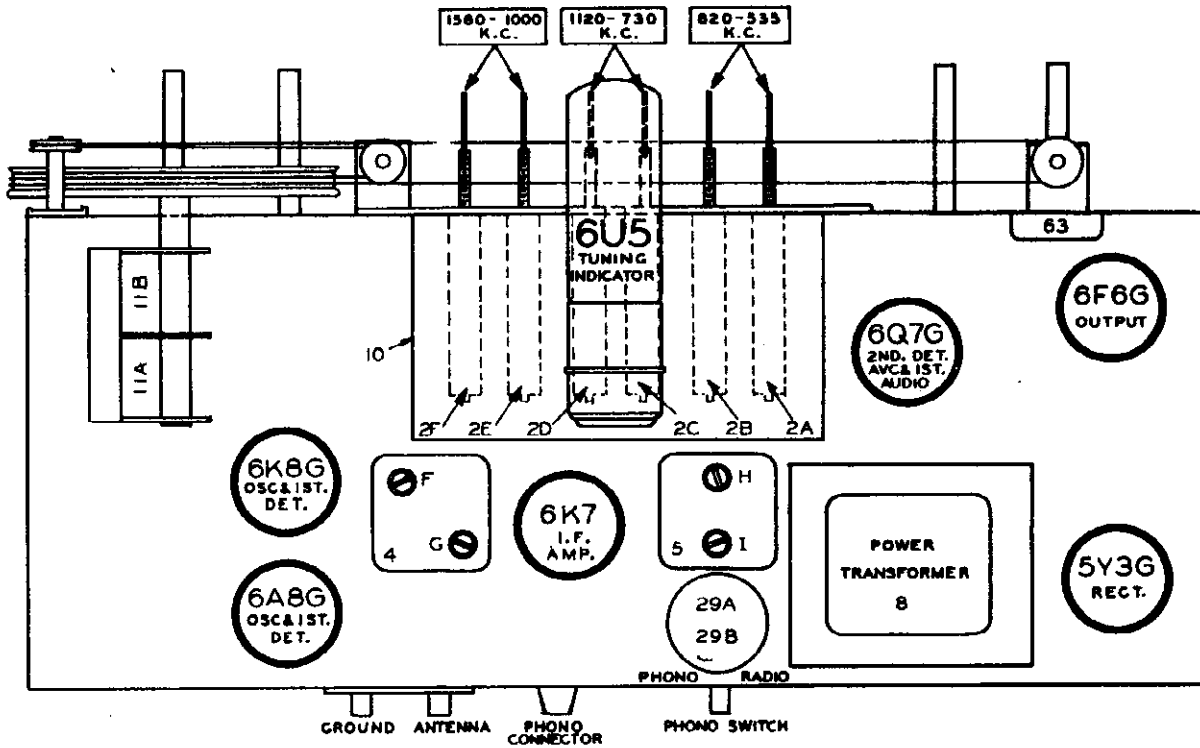 1580-1000
K.C.
1120-730
K.C.
820-535
K.C.
6U5
TUNING
INDICATOR
63
6F6G
OUTPUT
6Q7G
2ND. DET.
AVC & IST.
AUDIO
11B
11A
10
2F
2E
2D
2C
2B
2A
6K8G
OSC & IST.
DET.
F
G
4
6K7
I.F.
AMP.
H
I
5
POWER
TRANSFORMER
8
5Y3G
RECT.
6A8G
OSC & IST.
DET.
29A
29B
PHONO RADIO
GROUND
ANTENNA
PHONO
CONNECTOR
PHONO SWITCH